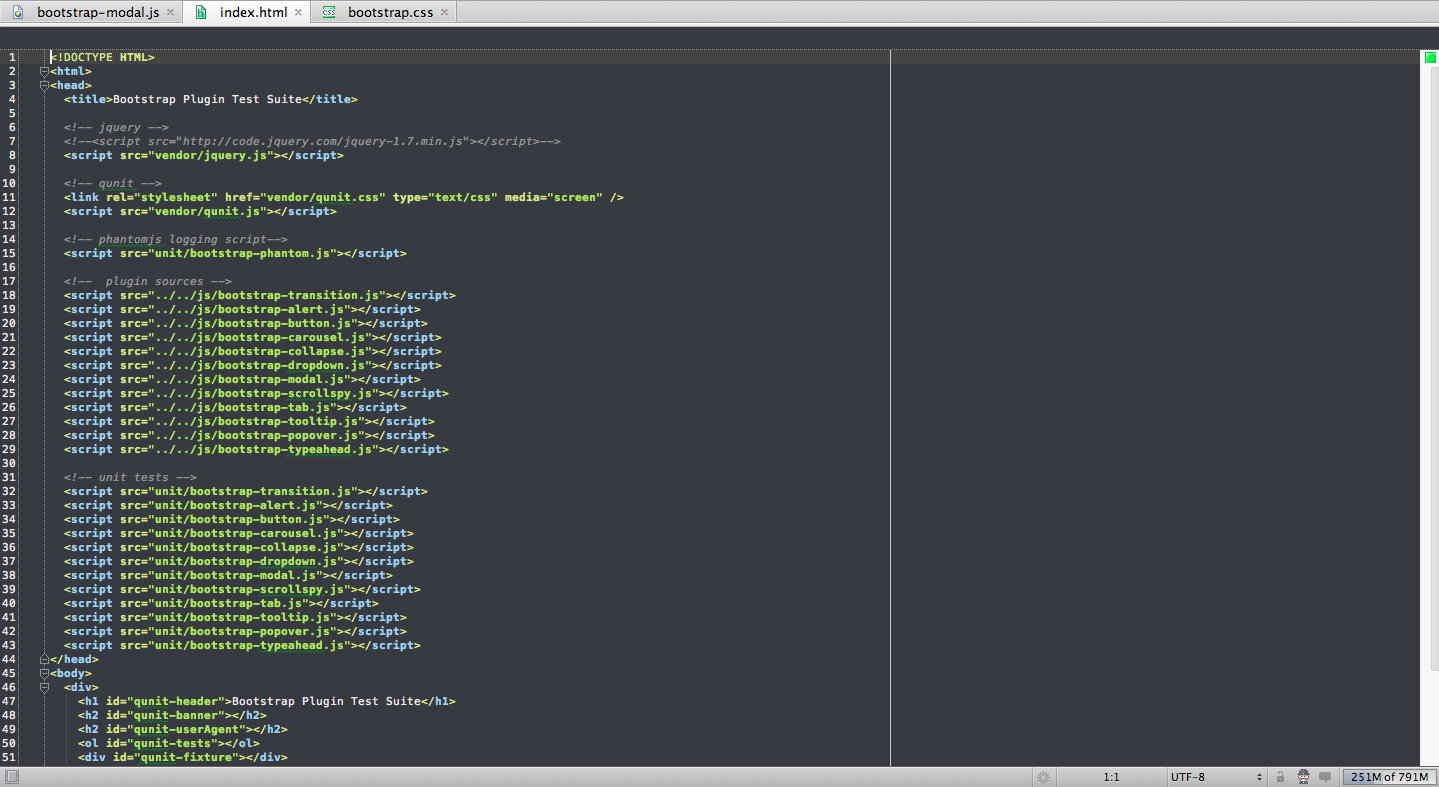 bootstrap-modal.js × index.html × css bootstrap.css ×
1 <!DOCTYPE HTML>
2 <html>
3 <head>
4 <title>Bootstrap Plugin Test Suite</title>
5
6 <!-- jquery -->
7 <!--<script src="http://code.jquery.com/jquery-1.7.min.js"></script>-->
8 <script src="vendor/jquery.js"></script>
9
10 <!-- qunit -->
11 <link rel="stylesheet" href="vendor/qunit.css" type="text/css" media="screen" />
12 <script src="vendor/qunit.js"></script>
13
14 <!-- phantomjs logging script-->
15 <script src="unit/bootstrap-phantom.js"></script>
16
17 <!--  plugin sources -->
18 <script src="../../js/bootstrap-transition.js"></script>
19 <script src="../../js/bootstrap-alert.js"></script>
20 <script src="../../js/bootstrap-button.js"></script>
21 <script src="../../js/bootstrap-carousel.js"></script>
22 <script src="../../js/bootstrap-collapse.js"></script>
23 <script src="../../js/bootstrap-dropdown.js"></script>
24 <script src="../../js/bootstrap-modal.js"></script>
25 <script src="../../js/bootstrap-scrollspy.js"></script>
26 <script src="../../js/bootstrap-tab.js"></script>
27 <script src="../../js/bootstrap-tooltip.js"></script>
28 <script src="../../js/bootstrap-popover.js"></script>
29 <script src="../../js/bootstrap-typeahead.js"></script>
30
31 <!-- unit tests -->
32 <script src="unit/bootstrap-transition.js"></script>
33 <script src="unit/bootstrap-alert.js"></script>
34 <script src="unit/bootstrap-button.js"></script>
35 <script src="unit/bootstrap-carousel.js"></script>
36 <script src="unit/bootstrap-collapse.js"></script>
37 <script src="unit/bootstrap-dropdown.js"></script>
38 <script src="unit/bootstrap-modal.js"></script>
39 <script src="unit/bootstrap-scrollspy.js"></script>
40 <script src="unit/bootstrap-tab.js"></script>
41 <script src="unit/bootstrap-tooltip.js"></script>
42 <script src="unit/bootstrap-popover.js"></script>
43 <script src="unit/bootstrap-typeahead.js"></script>
44 </head>
45 <body>
46 <div>
47 <h1 id="qunit-header">Bootstrap Plugin Test Suite</h1>
48 <h2 id="qunit-banner"></h2>
49 <h2 id="qunit-userAgent"></h2>
50 <ol id="qunit-tests"></ol>
51 <div id="qunit-fixture"></div>
1:1 UTF-8 251M of 791M